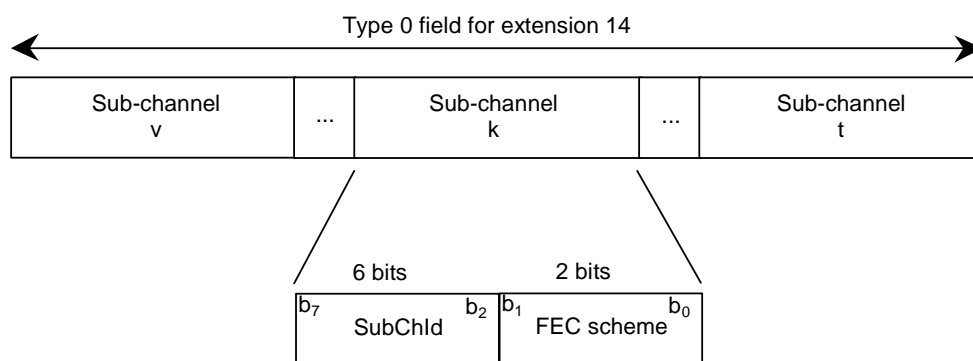 Type 0 field for extension 14
Sub-channel ... Sub-channel ... Sub-channel
v k t
6 bits 2 bits
b7 b2 b1 b0
SubChId FEC scheme